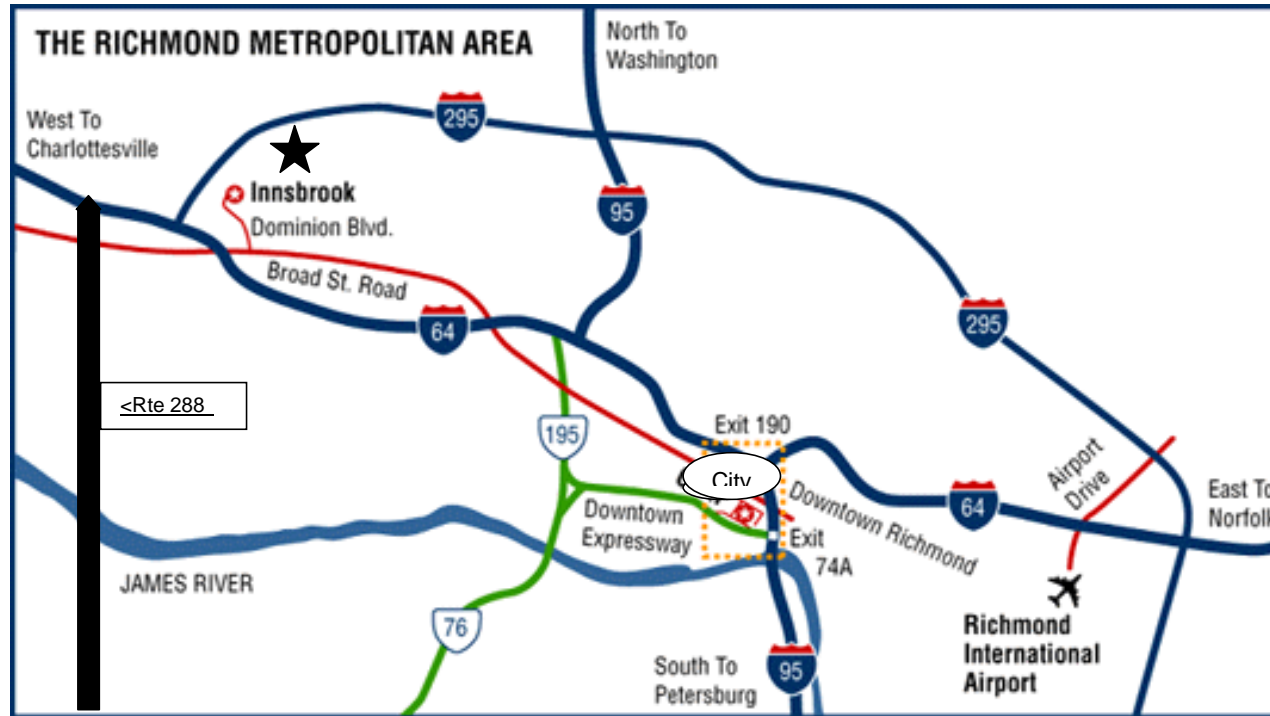 THE RICHMOND METROPOLITAN AREA
North To
Washington
West To
Charlottesville
295
Innsbrook
Dominion Blvd.
95
Broad St. Road
64
295
<Rte 288
195
Exit 190
City
Airport
Drive
Downtown
Expressway
Downtown Richmond
64
East To
Norfolk
Exit
74A
JAMES RIVER
76
Richmond
International
Airport
South To
Petersburg
95